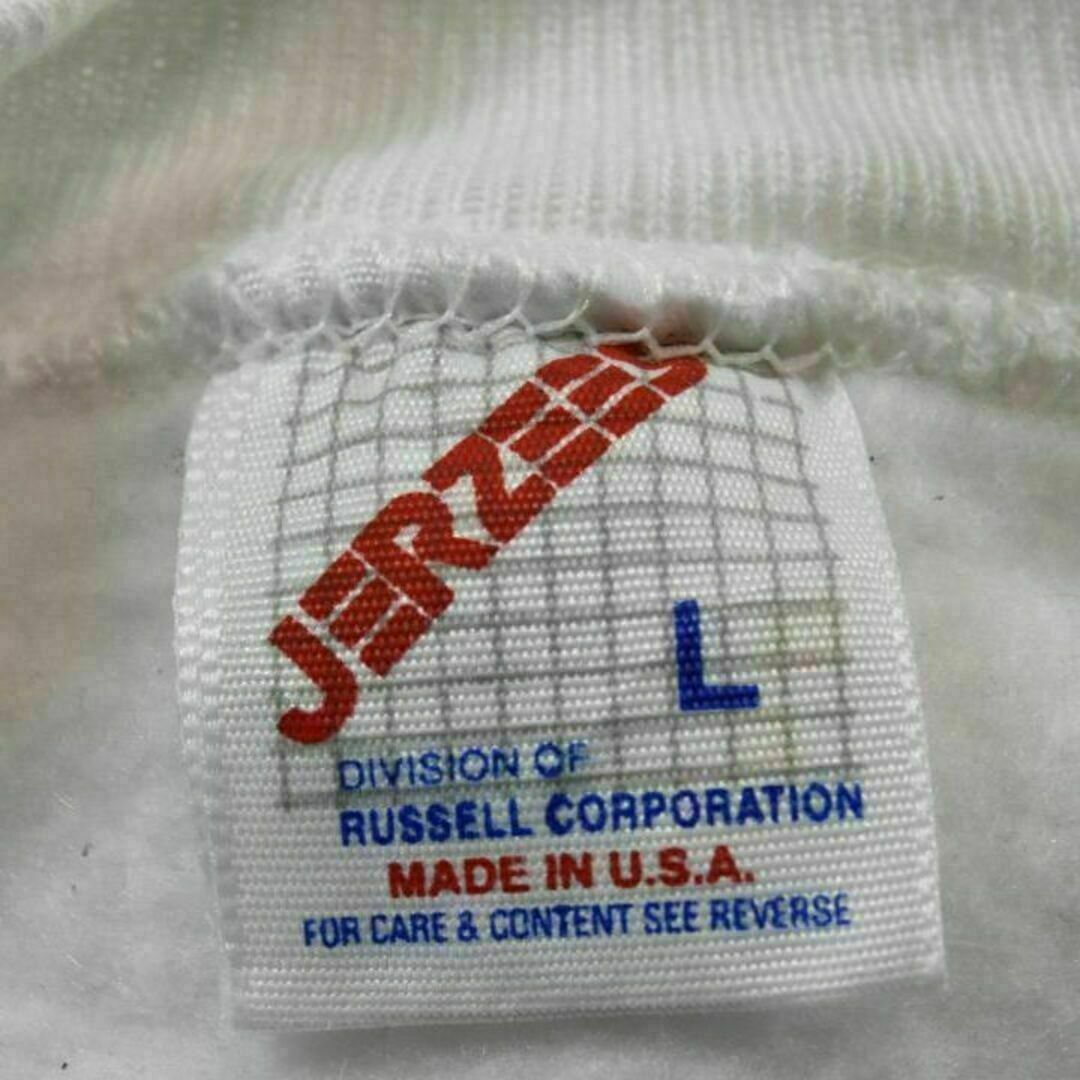 JERZEES
L
DIVISION OF
RUSSELL CORPORATION
MADE IN U.S.A.
FOR CARE & CONTENT SEE REVERSE